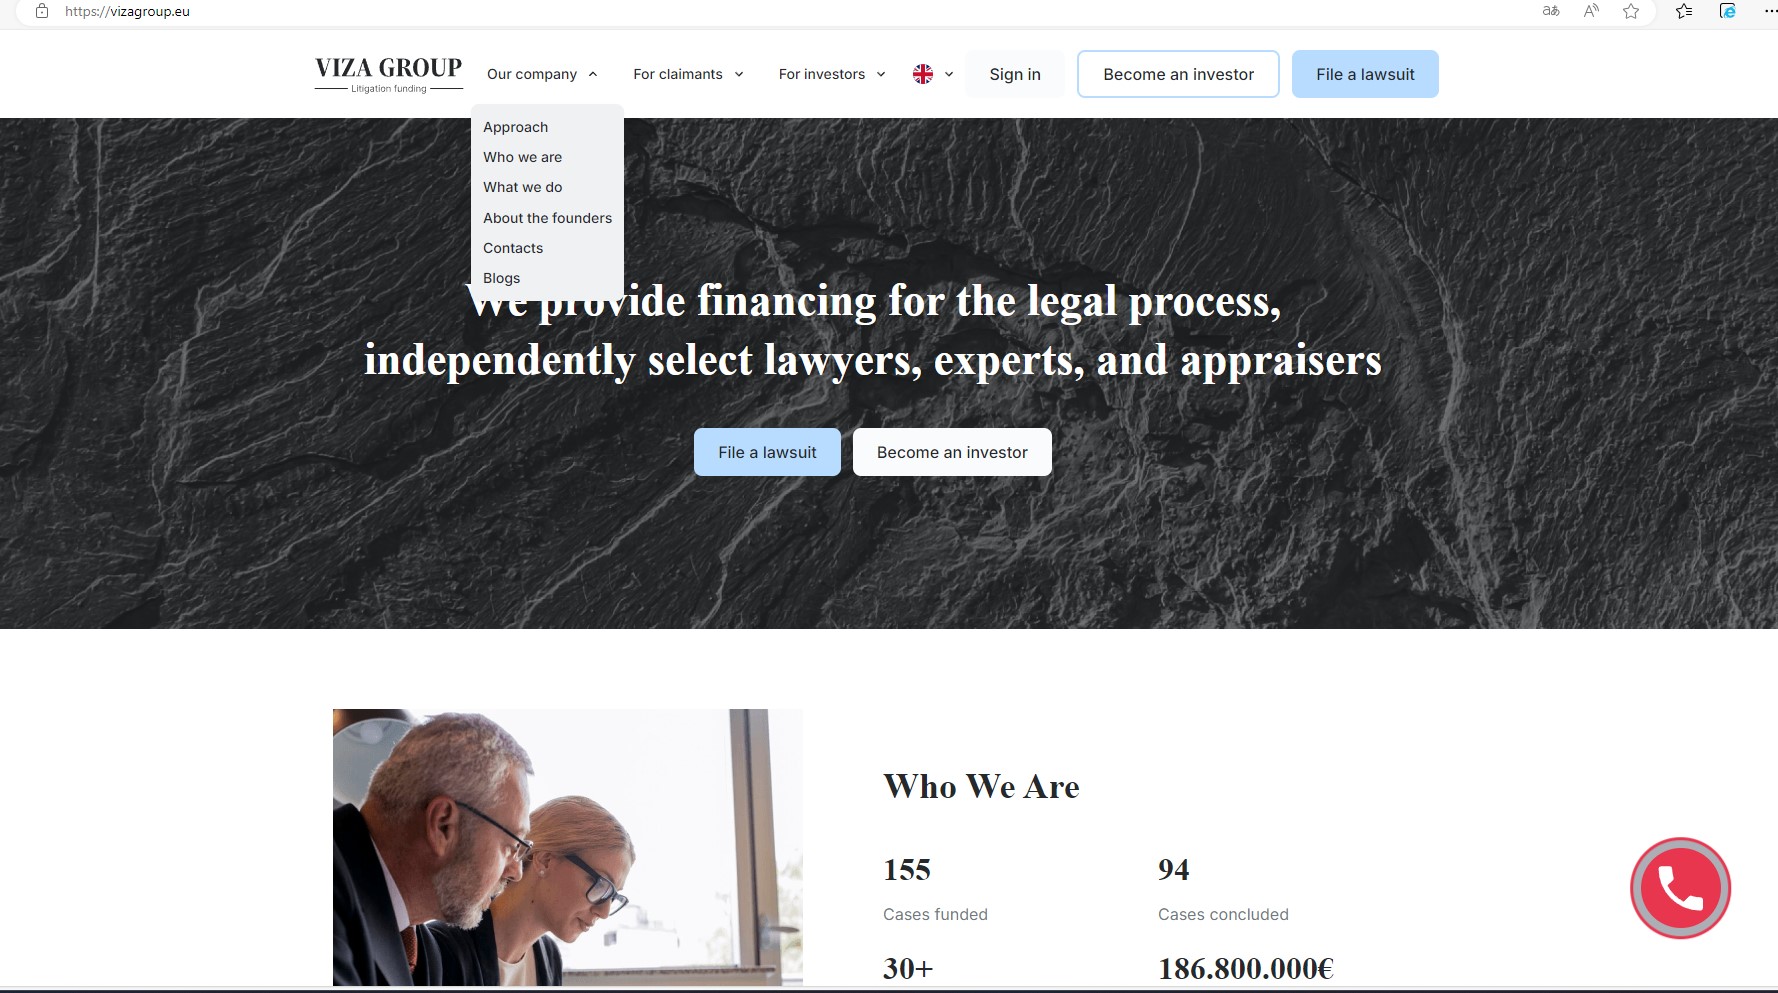 https://vizagroup.eu
VIZA GROUP
Litigation funding
Our company
For claimants
For investors
Sign in
Become an investor
File a lawsuit
Approach
Who we are
What we do
About the founders
Contacts
Blogs
We provide financing for the legal process,
independently select lawyers, experts, and appraisers
File a lawsuit
Become an investor
Who We Are
155
94
Cases funded
Cases concluded
30+
186.800.000€